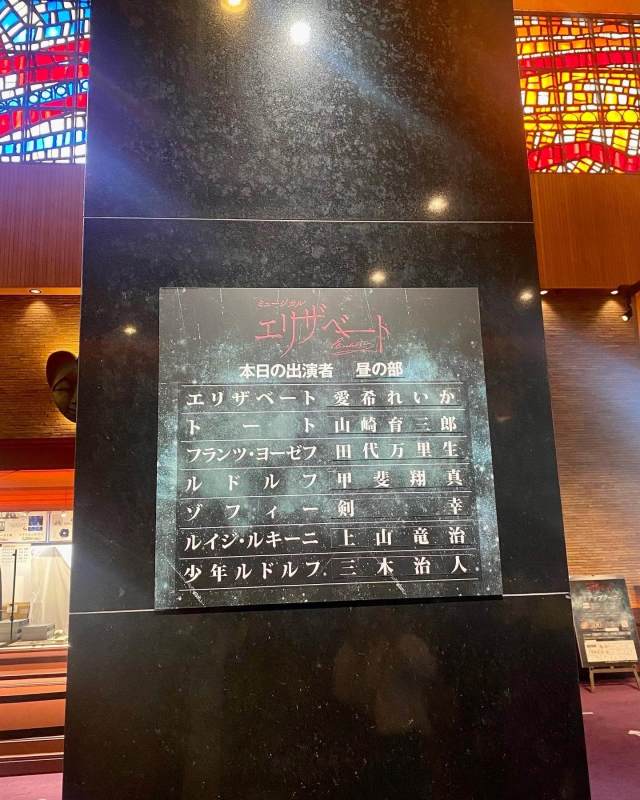 ミュージカル
エリザベート
本日の出演者 昼の部
エリザベート 愛希れいか
トート 山崎育三郎
フランツ・ヨーゼフ 田代万里生
ルドルフ 甲斐翔真
ゾフィー 剣幸
ルイジ・ルキーニ 上山竜治
少年ルドルフ 三木治人